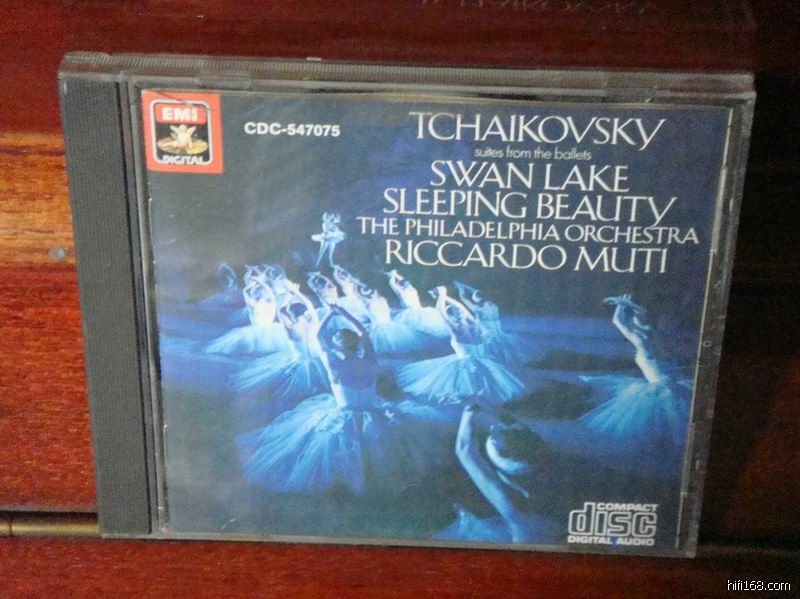 EMI
DIGITAL
CDC-547075
TCHAIKOVSKY
suites from the ballets
SWAN LAKE
SLEEPING BEAUTY
THE PHILADELPHIA ORCHESTRA
RICCARDO MUTI
COMPACT
disc
DIGITAL AUDIO
hifi168.com